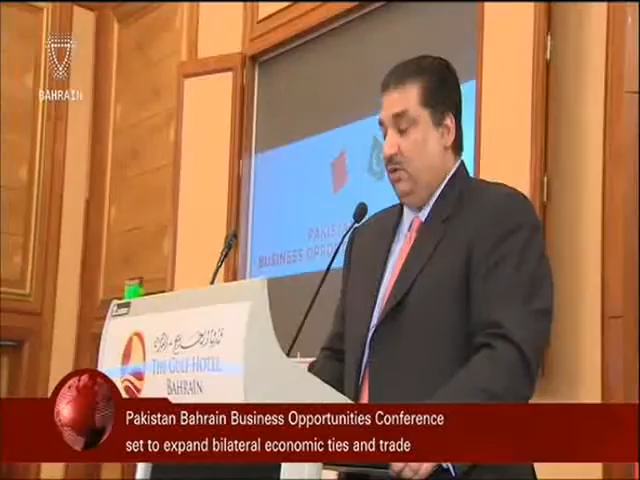 BAHRAIN
PAKIST
BUSINESS OPPO
THE GULF HOTEL
BAHRAIN
Pakistan Bahrain Business Opportunities Conference
set to expand bilateral economic ties and trade